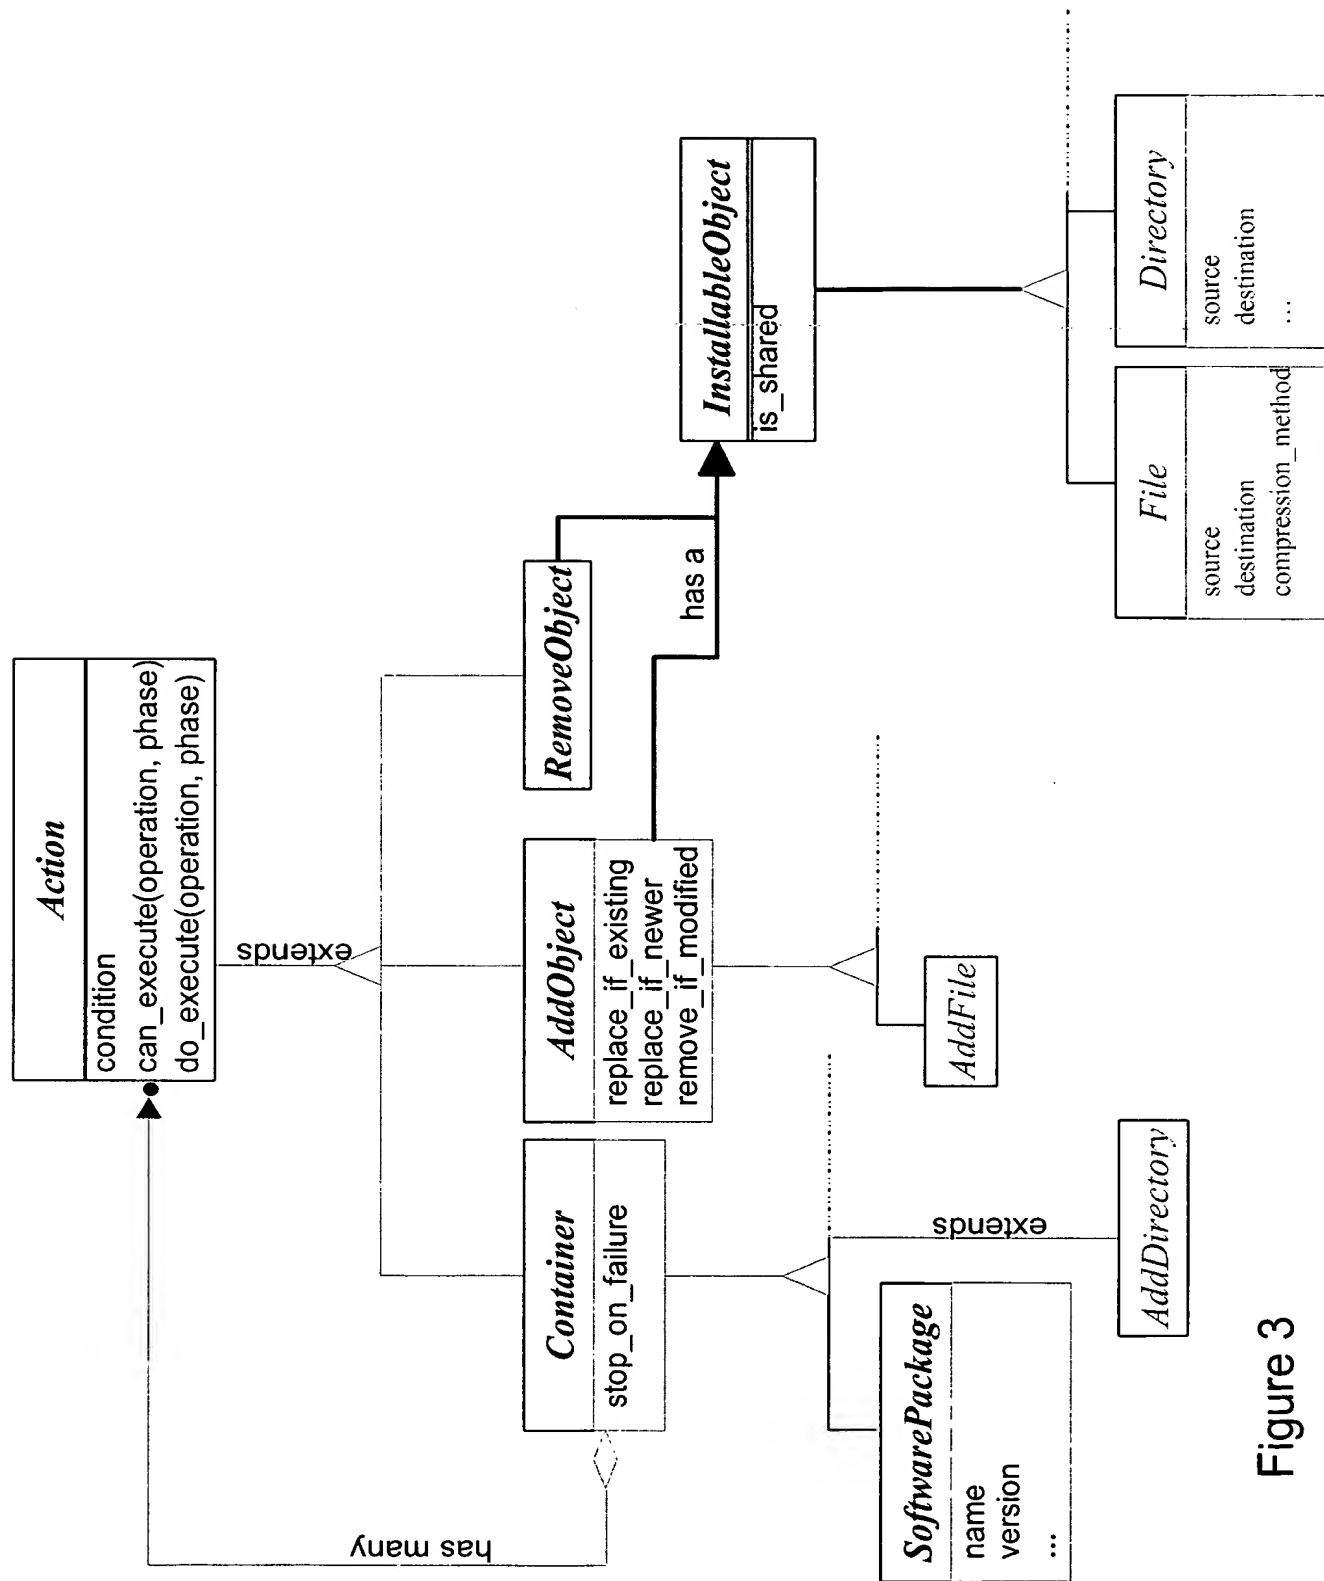 Action
condition
can_execute(operation, phase)
do_execute(operation, phase)
extends
has many
Container
stop_on_failure
AddObject
replace_if_existing
replace_if_newer
remove_if_modified
RemoveObject
has a
InstallableObject
is_shared
SoftwarePackage
name
version
...
extends
AddDirectory
AddFile
File
source
destination
compression_method
Directory
source
destination
...
Figure 3